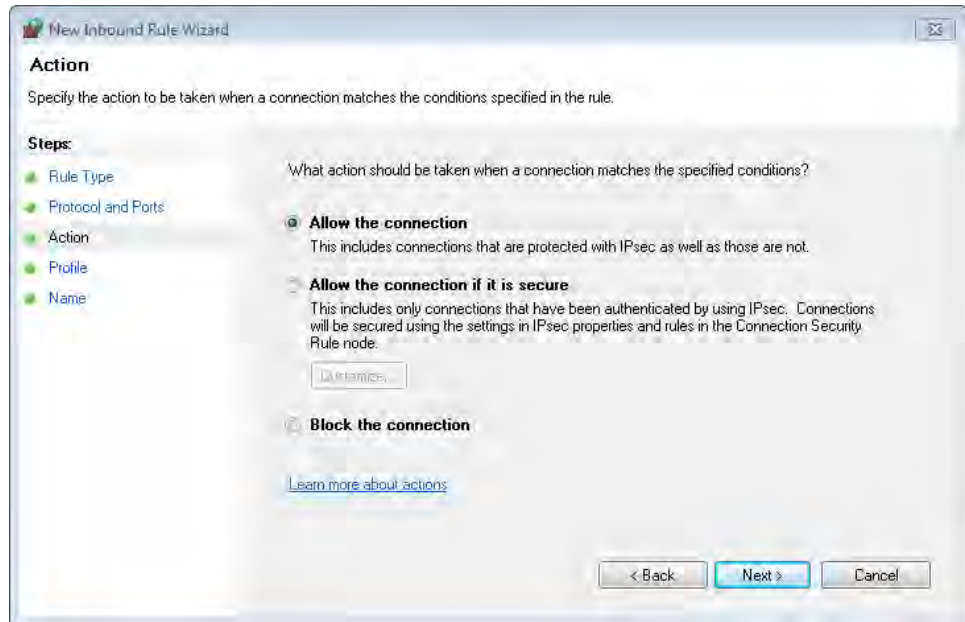 New Inbound Rule Wizard
Action
Specify the action to be taken when a connection matches the conditions specified in the rule.
Steps:
Rule Type
Protocol and Ports
Action
Profile
Name
What action should be taken when a connection matches the specified conditions?
Allow the connection
This includes connections that are protected with IPsec as well as those are not.
Allow the connection if it is secure
This includes only connections that have been authenticated by using IPsec. Connections
will be secured using the settings in IPsec properties and rules in the Connection Security
Rule node.
Customize...
Block the connection
Learn more about actions
< Back
Next >
Cancel